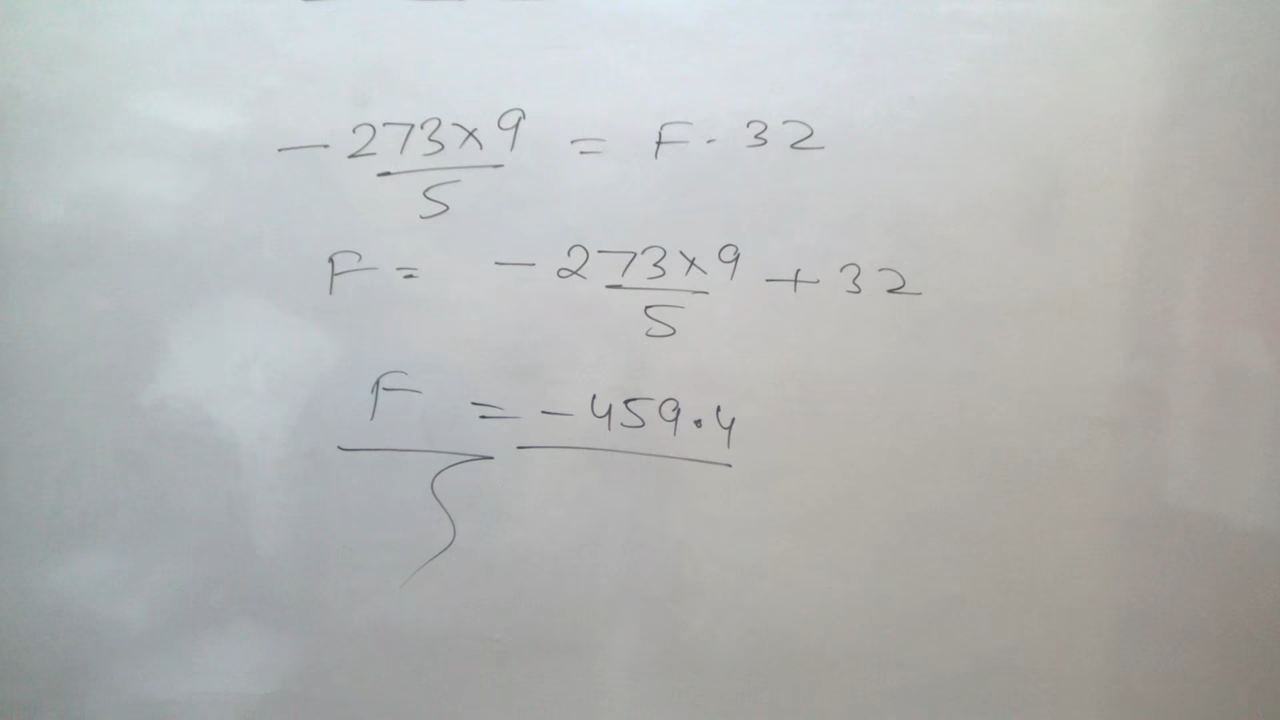 - 273×9/5 = F - 32
F = - 273×9/5 + 32
F = -459.4